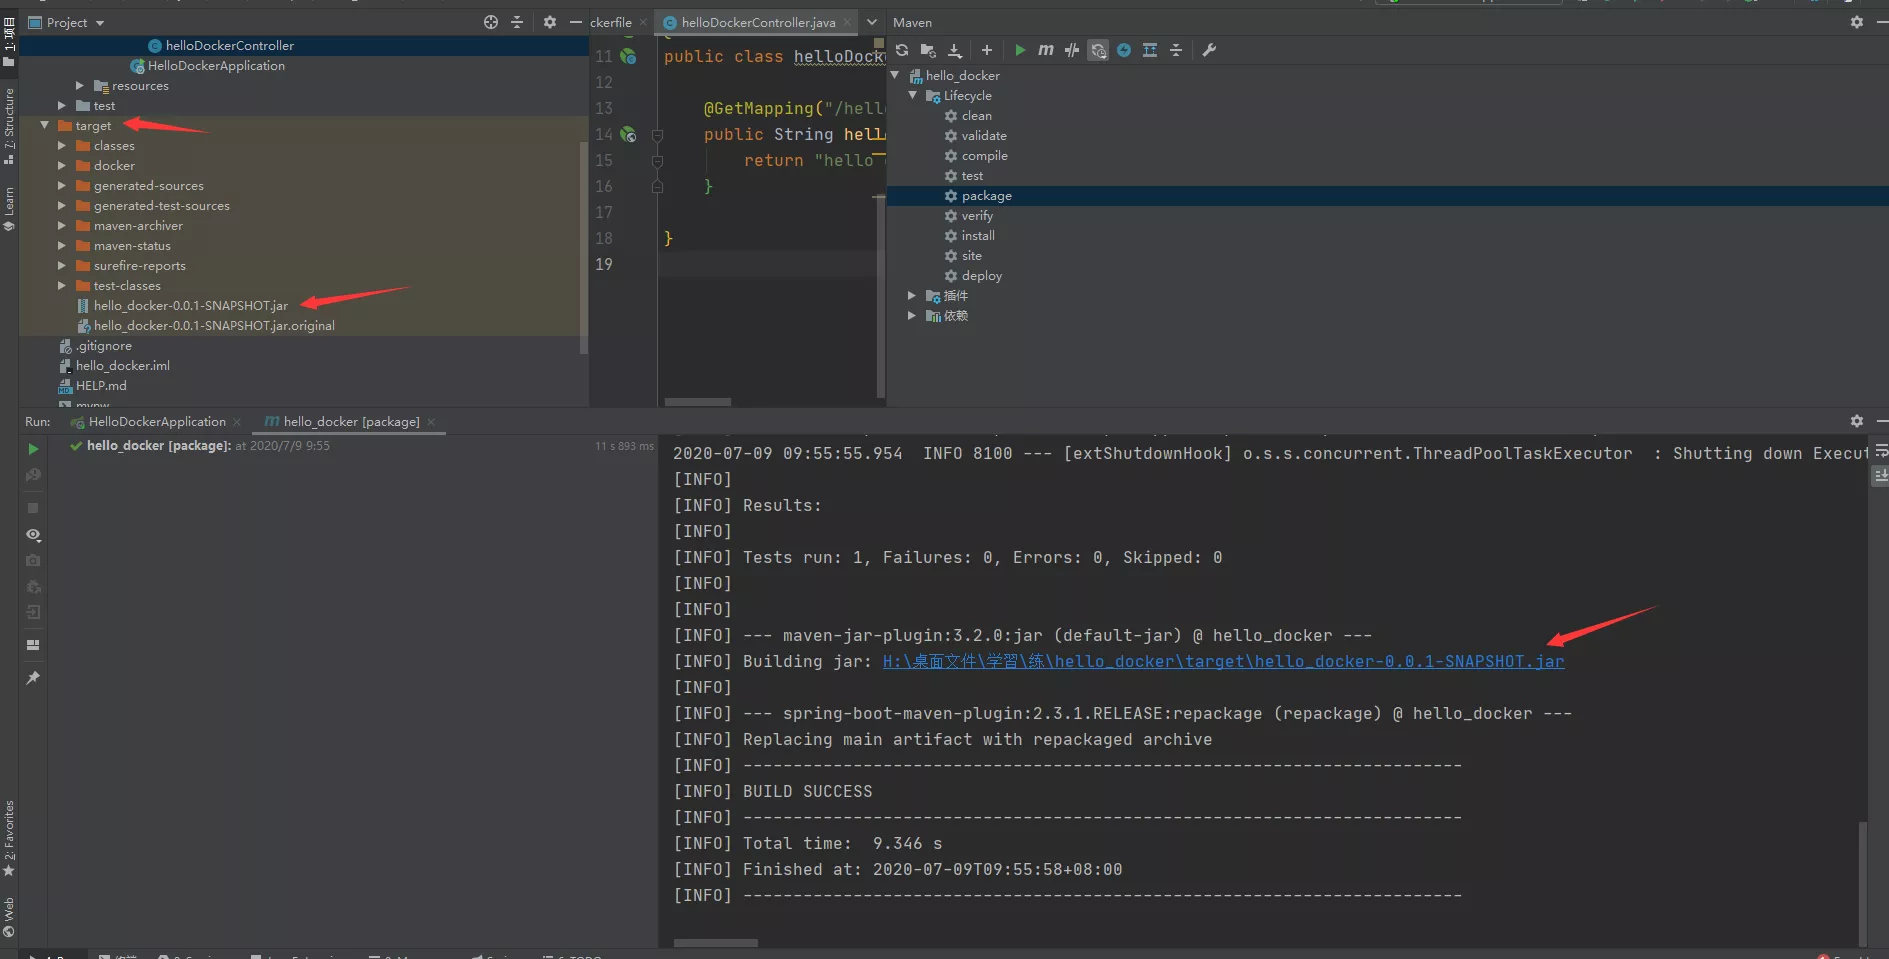 Project
ckerfile
helloDockerController.java
Maven
1: 项目
7: Structure
Learn
2: Favorites
Web
helloDockerController
HelloDockerApplication
resources
test
target
classes
docker
generated-sources
generated-test-sources
maven-archiver
maven-status
surefire-reports
test-classes
hello_docker-0.0.1-SNAPSHOT.jar
hello_docker-0.0.1-SNAPSHOT.jar.original
.gitignore
hello_docker.iml
HELP.md
mvnw
11 public class helloDock
12
13 @GetMapping("/hell
14 public String hell
15 return "hello
16 }
17
18 }
19
hello_docker
Lifecycle
clean
validate
compile
test
package
verify
install
site
deploy
插件
依赖
Run: HelloDockerApplication hello_docker [package]
hello_docker [package]: at 2020/7/9 9:55 11 s 893 ms
2020-07-09 09:55:55.954 INFO 8100 --- [extShutdownHook] o.s.s.concurrent.ThreadPoolTaskExecutor : Shutting down Execut
[INFO]
[INFO] Results:
[INFO]
[INFO] Tests run: 1, Failures: 0, Errors: 0, Skipped: 0
[INFO]
[INFO]
[INFO] --- maven-jar-plugin:3.2.0:jar (default-jar) @ hello_docker ---
[INFO] Building jar: H:\桌面文件\学習\练\hello_docker\target\hello_docker-0.0.1-SNAPSHOT.jar
[INFO]
[INFO] --- spring-boot-maven-plugin:2.3.1.RELEASE:repackage (repackage) @ hello_docker ---
[INFO] Replacing main artifact with repackaged archive
[INFO] ------------------------------------------------------------------------
[INFO] BUILD SUCCESS
[INFO] ------------------------------------------------------------------------
[INFO] Total time:  9.346 s
[INFO] Finished at: 2020-07-09T09:55:58+08:00
[INFO] ------------------------------------------------------------------------